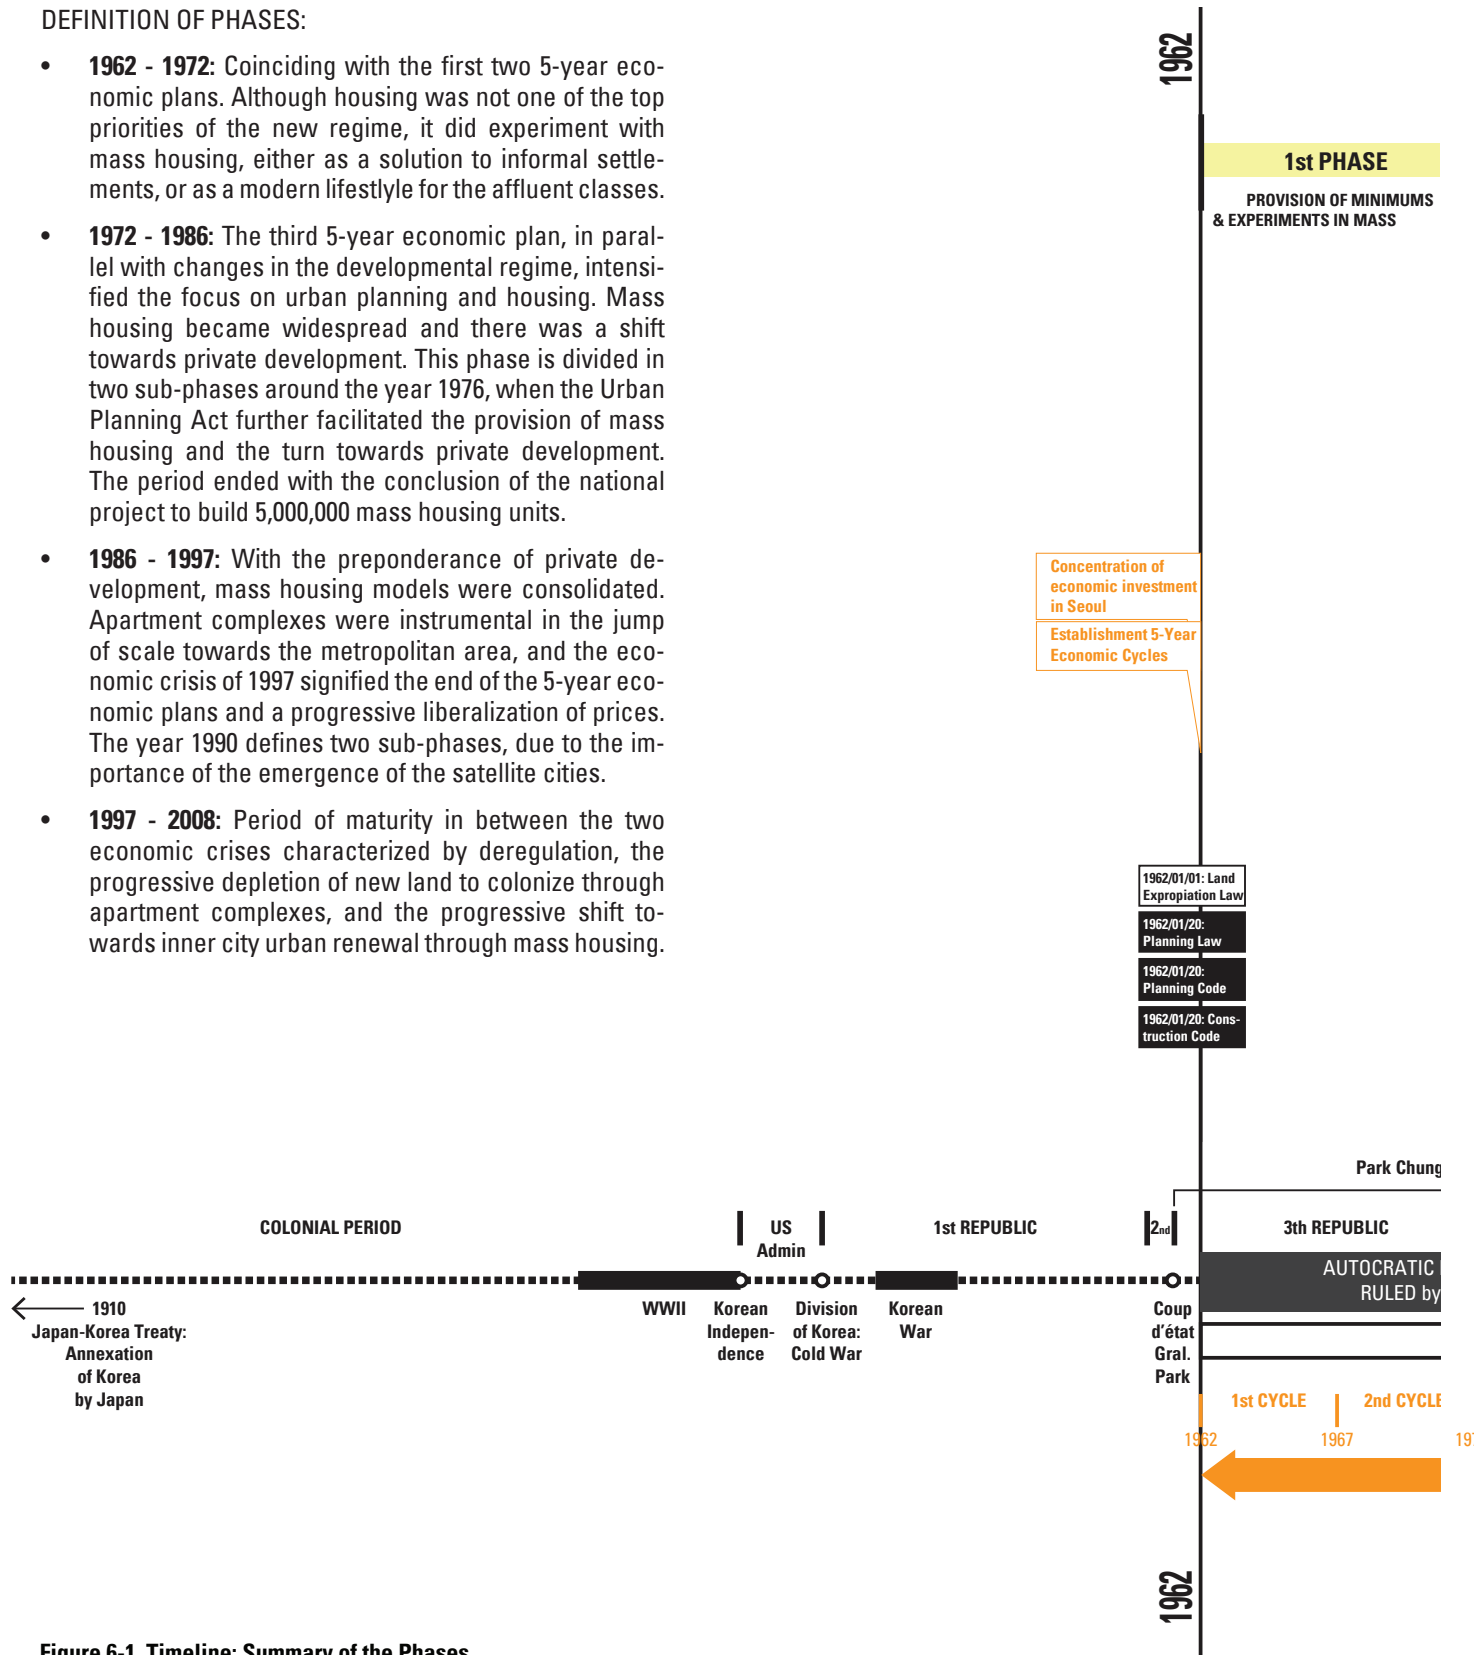 DEFINITION OF PHASES:
• 1962 - 1972: Coinciding with the first two 5-year eco-
nomic plans. Although housing was not one of the top
priorities of the new regime, it did experiment with
mass housing, either as a solution to informal settle-
ments, or as a modern lifestlyle for the affluent classes.
• 1972 - 1986: The third 5-year economic plan, in paral-
lel with changes in the developmental regime, intensi-
fied the focus on urban planning and housing. Mass
housing became widespread and there was a shift
towards private development. This phase is divided in
two sub-phases around the year 1976, when the Urban
Planning Act further facilitated the provision of mass
housing and the turn towards private development.
The period ended with the conclusion of the national
project to build 5,000,000 mass housing units.
• 1986 - 1997: With the preponderance of private de-
velopment, mass housing models were consolidated.
Apartment complexes were instrumental in the jump
of scale towards the metropolitan area, and the eco-
nomic crisis of 1997 signified the end of the 5-year eco-
nomic plans and a progressive liberalization of prices.
The year 1990 defines two sub-phases, due to the im-
portance of the emergence of the satellite cities.
• 1997 - 2008: Period of maturity in between the two
economic crises characterized by deregulation, the
progressive depletion of new land to colonize through
apartment complexes, and the progressive shift to-
wards inner city urban renewal through mass housing.
1962
1st PHASE
PROVISION OF MINIMUMS
& EXPERIMENTS IN MASS
Concentration of
economic investment
in Seoul
Establishment 5-Year
Economic Cycles
1962/01/01: Land
Expropiation Law
1962/01/20:
Planning Law
1962/01/20:
Planning Code
1962/01/20: Cons-
truction Code
Park Chung
COLONIAL PERIOD
US
Admin
1st REPUBLIC
2nd
3th REPUBLIC
AUTOCRATIC
RULED by
1910
Japan-Korea Treaty:
Annexation
of Korea
by Japan
WWII
Korean
Indepen-
dence
Division
of Korea:
Cold War
Korean
War
Coup
d'état
Gral.
Park
1st CYCLE
2nd CYCLE
1962
1967
19
1962
Figure 6-1. Timeline: Summary of the Phases